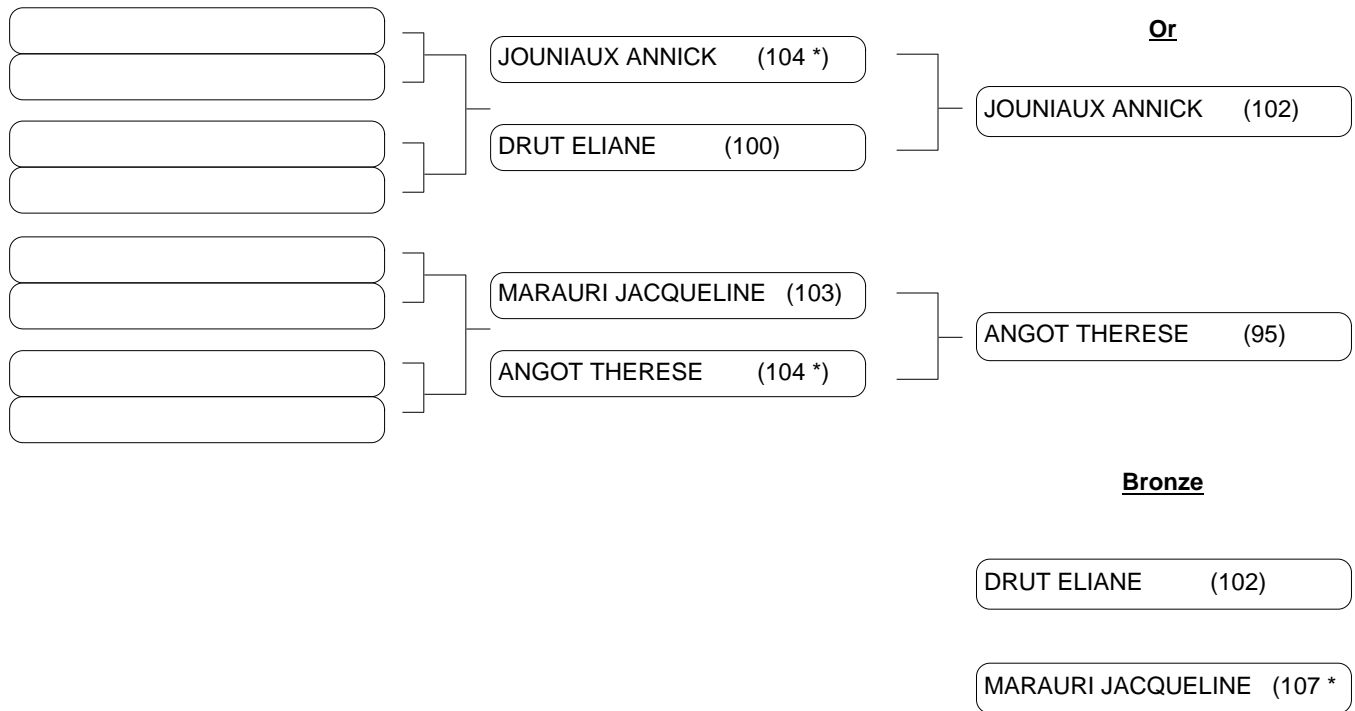 JOUNIAUX ANNICK (104 *)
DRUT ELIANE (100)
MARAURI JACQUELINE (103)
ANGOT THERESE (104 *)
Or
JOUNIAUX ANNICK (102)
ANGOT THERESE (95)
Bronze
DRUT ELIANE (102)
MARAURI JACQUELINE (107 *